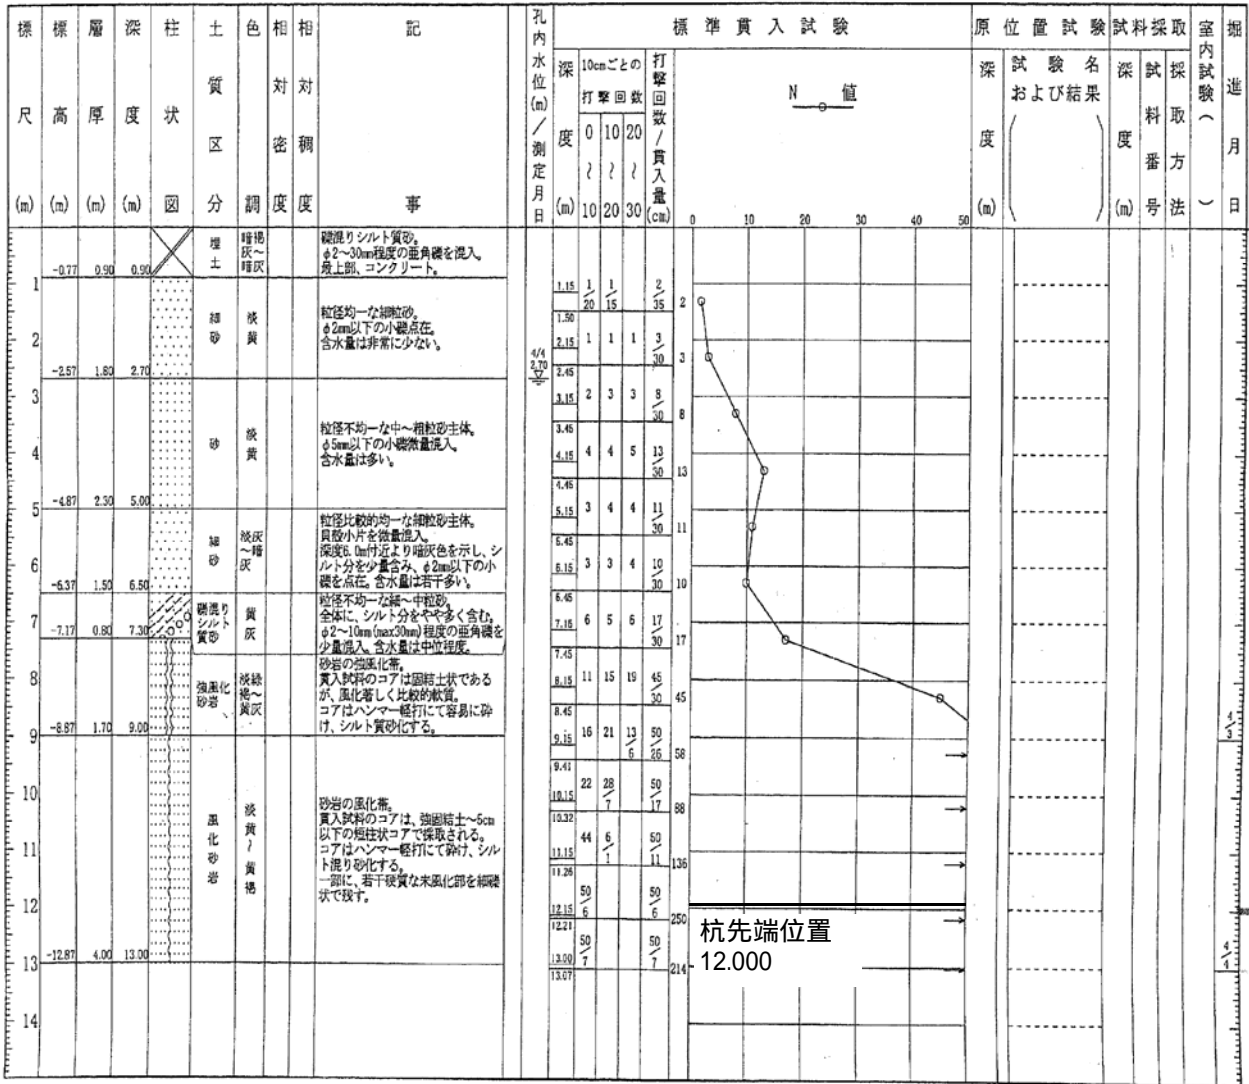 標尺(m)
標高(m)
層厚(m)
深度(m)
柱状図
土質区分
色調
相対密度
相対稠度
記事
孔内水位(m)/測定月日
標準貫入試験
深度(m)
10cmごとの打撃回数
0〜10
10〜20
20〜30
打撃回数/貫入量(cm)
N 値
0 10 20 30 40 50
原位置試験
深度(m)
試験名および結果
試料採取
深度(m)
試料番号
採取方法
室内試験( )
掘進月日
-0.77 0.90 0.90
埋土
暗褐灰〜暗灰
礫混りシルト質砂。
φ2〜30mm程度の亜角礫を混入。
最上部、コンクリート。
1
-2.57 1.80 2.70
細砂
淡黄
粒径均一な細粒砂。
φ2mm以下の小礫点在。
含水量は非常に少ない。
2
4/4
2.70
3
-4.87 2.30 5.00
砂
淡黄
粒径不均一な中〜粗粒砂主体。
φ5mm以下の小礫微量混入。
含水量は多い。
4
5
-6.37 1.50 6.50
細砂
淡灰〜暗灰
粒径比較的均一な細粒砂主体。
貝殻小片を微量混入。
深度6.0m付近より暗灰色を示し、シ
ルト分を少量含み、φ2mm以下の小
礫を点在。含水量は若干多い。
6
-7.17 0.80 7.30
礫混りシルト質砂
黄灰
粒径不均一な細〜中粒砂。
全体に、シルト分をやや多く含む。
φ2〜10mm(max30mm)程度の亜角礫を
少量混入。含水量は中位程度。
7
-8.87 1.70 9.00
強風化砂岩
淡緑褐〜黄灰
砂岩の強風化帯。
貫入試料のコアは固結土状である
が、風化著しく比較的軟質。
コアはハンマー軽打にて容易に砕
け、シルト質砂化する。
8
9
-12.87 4.00 13.00
風化砂岩
淡黄〜黄褐
砂岩の風化帯。
貫入試料のコアは、強固結土〜5cm
以下の短柱状コアで採取される。
コアはハンマー軽打にて砕け、シル
ト混り砂化する。
一部に、若干硬質な未風化部を細礫
状で残す。
10
11
12
13
14
1.15 1/20 1/15 2/35 2
1.50
2.15 1 1 1 3/30 3
2.45
3.15 2 3 3 8/30 8
3.45
4.15 4 4 5 13/30 13
4.45
5.15 3 4 4 11/30 11
5.45
6.15 3 3 4 10/30 10
6.45
7.15 6 5 6 17/30 17
7.45
8.15 11 15 19 45/30 45
8.45
9.15 16 21 13/6 50/26 58
9.41
10.15 22 28/7 50/17 88
10.32
11.15 44 6/1 50/11 136
11.26
12.15 50/6 50/6 250
12.21
13.00 50/7 50/7 214
13.07
杭先端位置
12.000
4/3
4/4